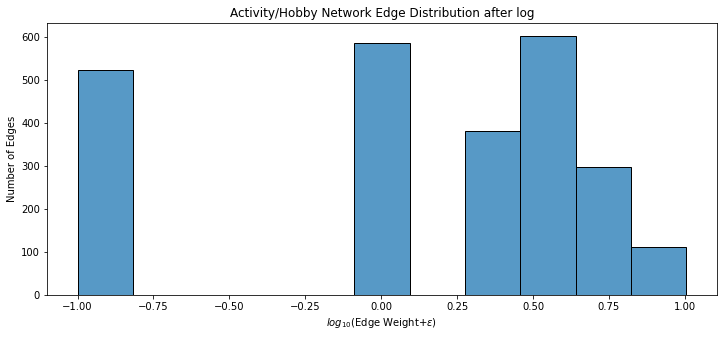 Activity/Hobby Network Edge Distribution after log
600
500
400
300
200
100
0
Number of Edges
−1.00 −0.75 −0.50 −0.25 0.00 0.25 0.50 0.75 1.00
log₁₀(Edge Weight+ε)